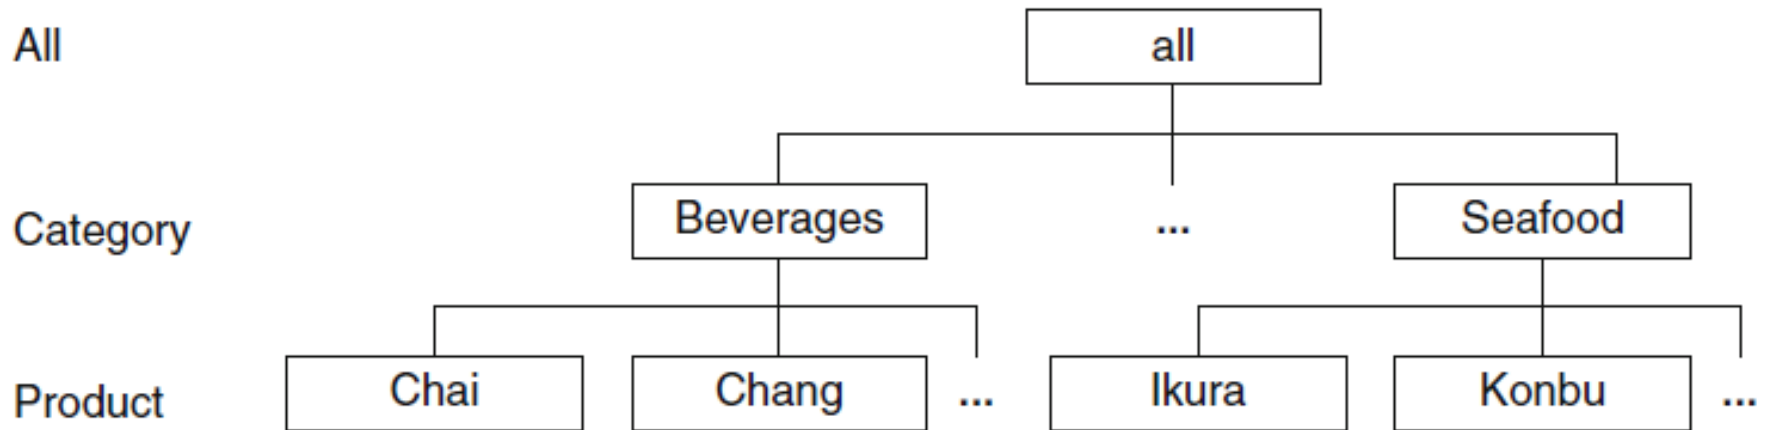 All all
Category Beverages ... Seafood
Product Chai Chang ... Ikura Konbu ...